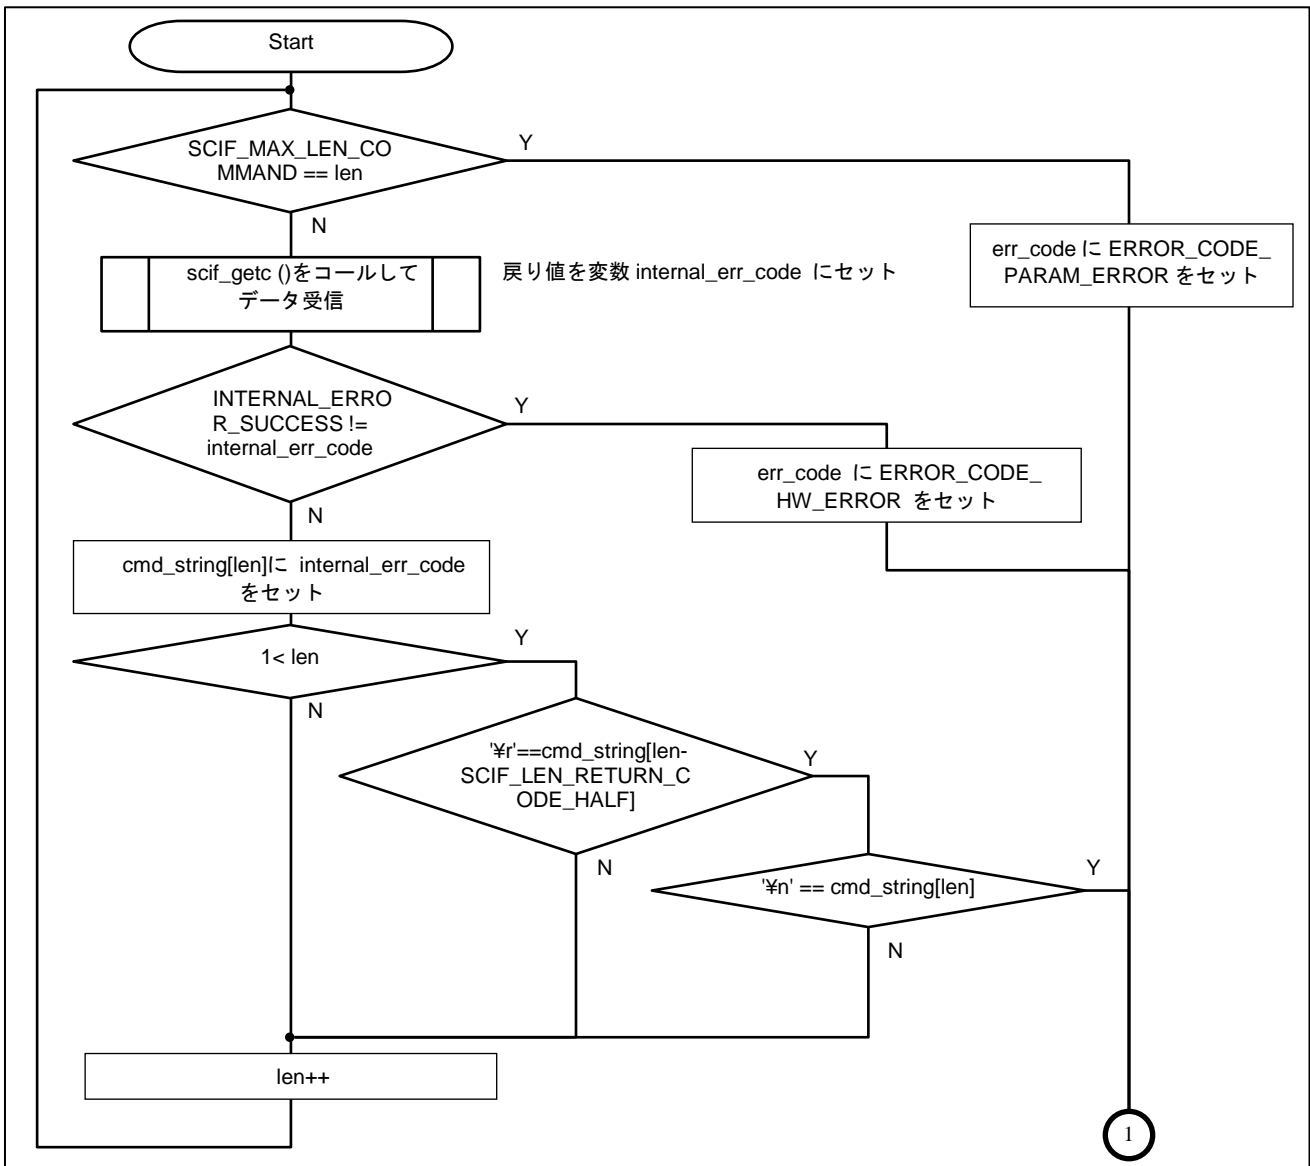 Start
SCIF_MAX_LEN_CO
MMAND == len
Y
N
err_code に ERROR_CODE_
PARAM_ERROR をセット
scif_getc ()をコールして
データ受信
戻り値を変数 internal_err_code にセット
INTERNAL_ERRO
R_SUCCESS !=
internal_err_code
Y
N
err_code に ERROR_CODE_
HW_ERROR をセット
cmd_string[len]に internal_err_code
をセット
1< len
Y
N
'¥r'==cmd_string[len-
SCIF_LEN_RETURN_C
ODE_HALF]
Y
N
'¥n' == cmd_string[len]
Y
N
len++
1